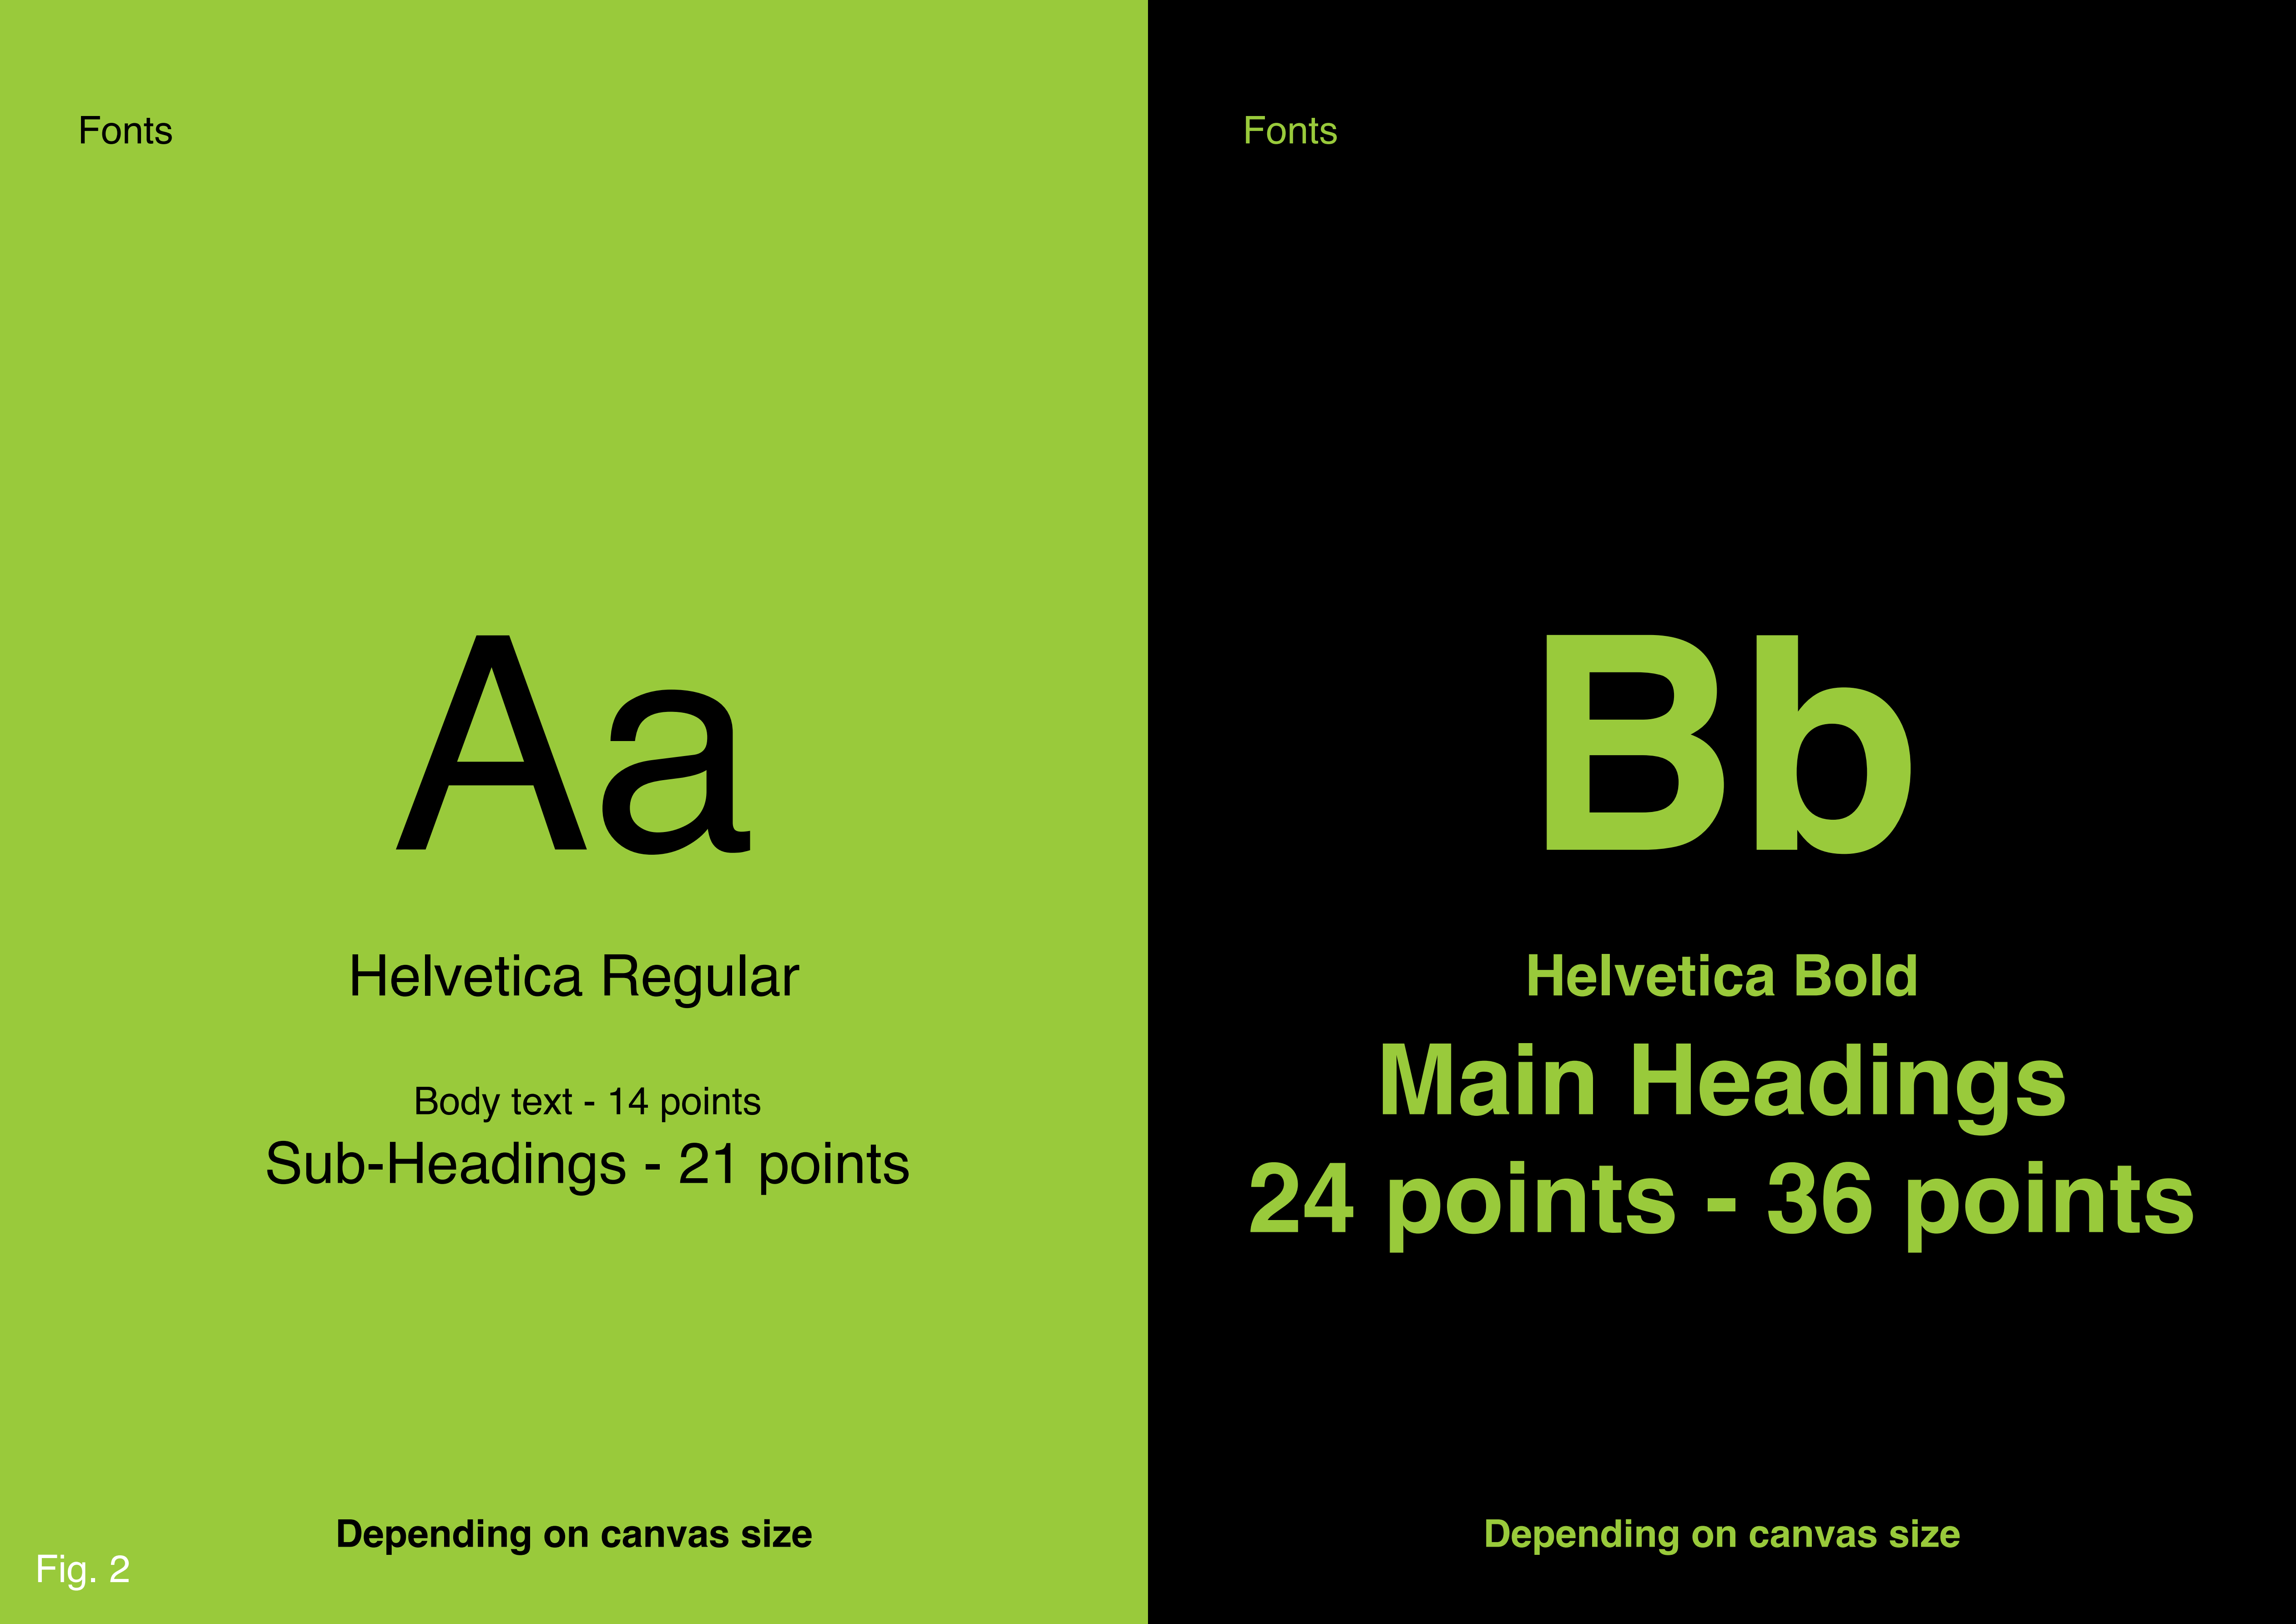 Fonts
Aa
Helvetica Regular
Body text - 14 points
Sub-Headings - 21 points
Depending on canvas size
Fig. 2
Fonts
Bb
Helvetica Bold
Main Headings
24 points - 36 points
Depending on canvas size